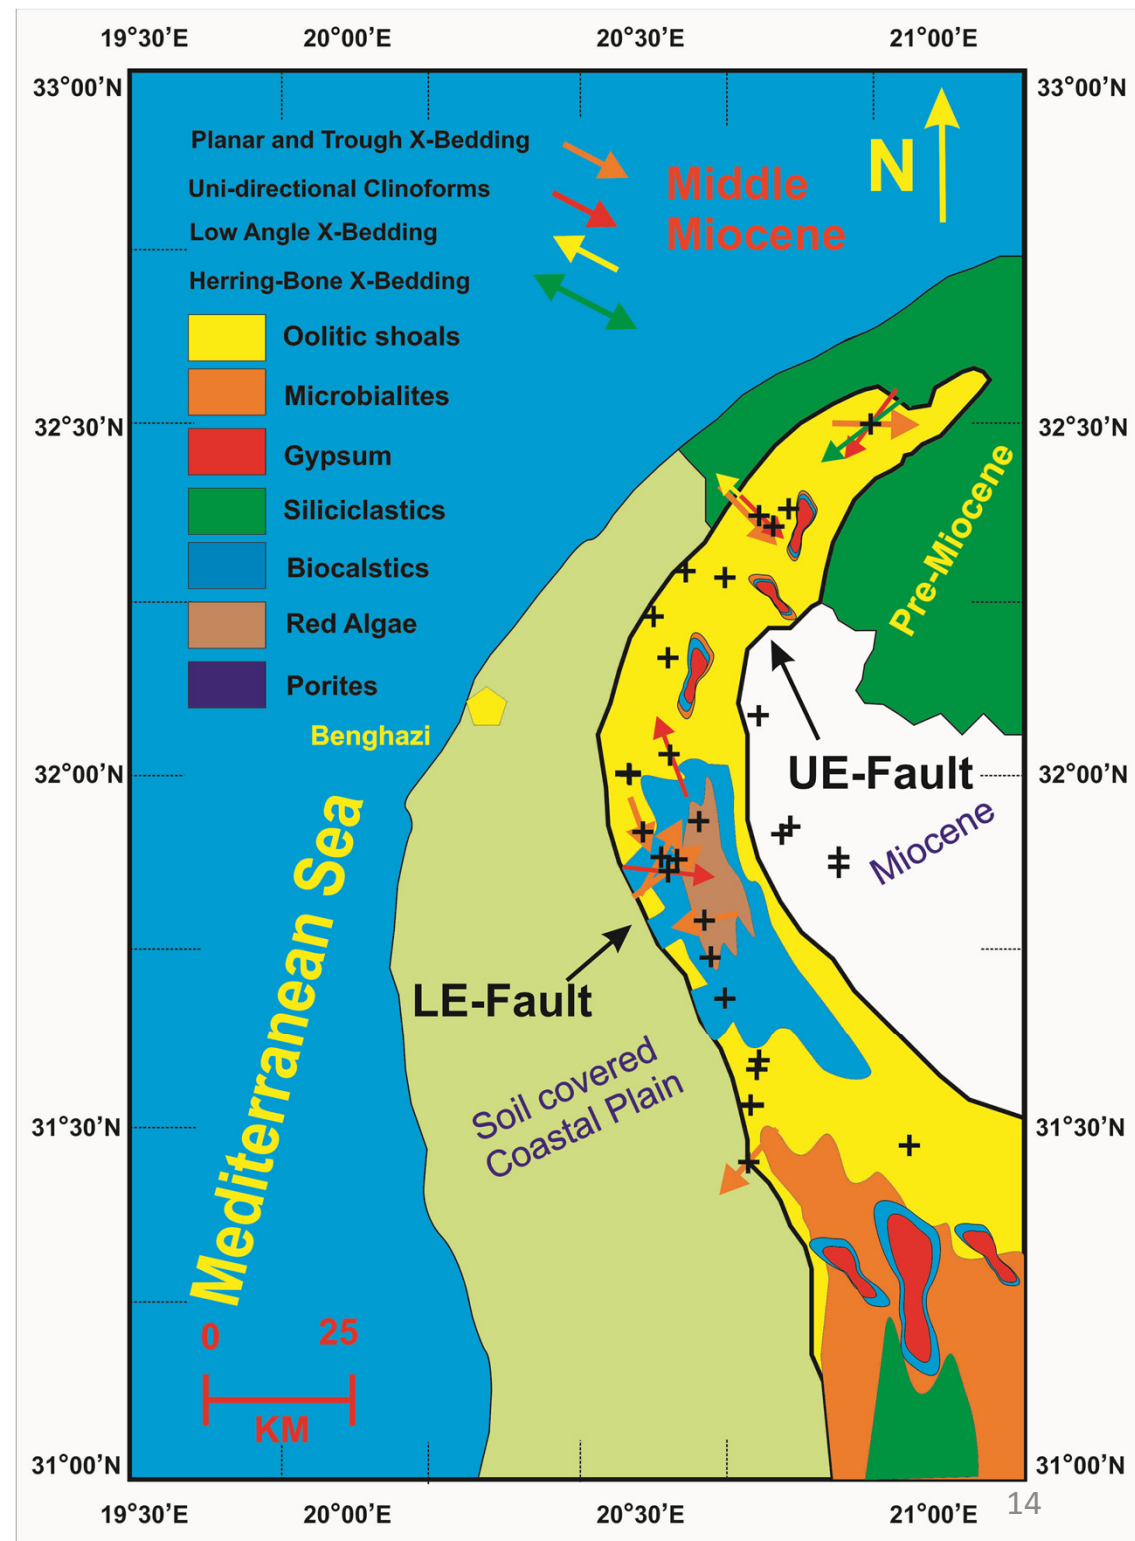 19°30’E 20°00’E 20°30’E 21°00’E
33°00’N 33°00’N
Planar and Trough X-Bedding
Uni-directional Clinoforms
Low Angle X-Bedding
Herring-Bone X-Bedding
Middle
Miocene
N
Oolitic shoals
Microbialites
Gypsum
Siliciclastics
Biocalstics
Red Algae
Porites
32°30’N 32°30’N
Pre-Miocene
Benghazi
UE-Fault
32°00’N 32°00’N
Miocene
Mediterranean Sea
LE-Fault
Soil covered
Coastal Plain
31°30’N 31°30’N
0 25
KM
31°00’N 31°00’N
14
19°30’E 20°00’E 20°30’E 21°00’E